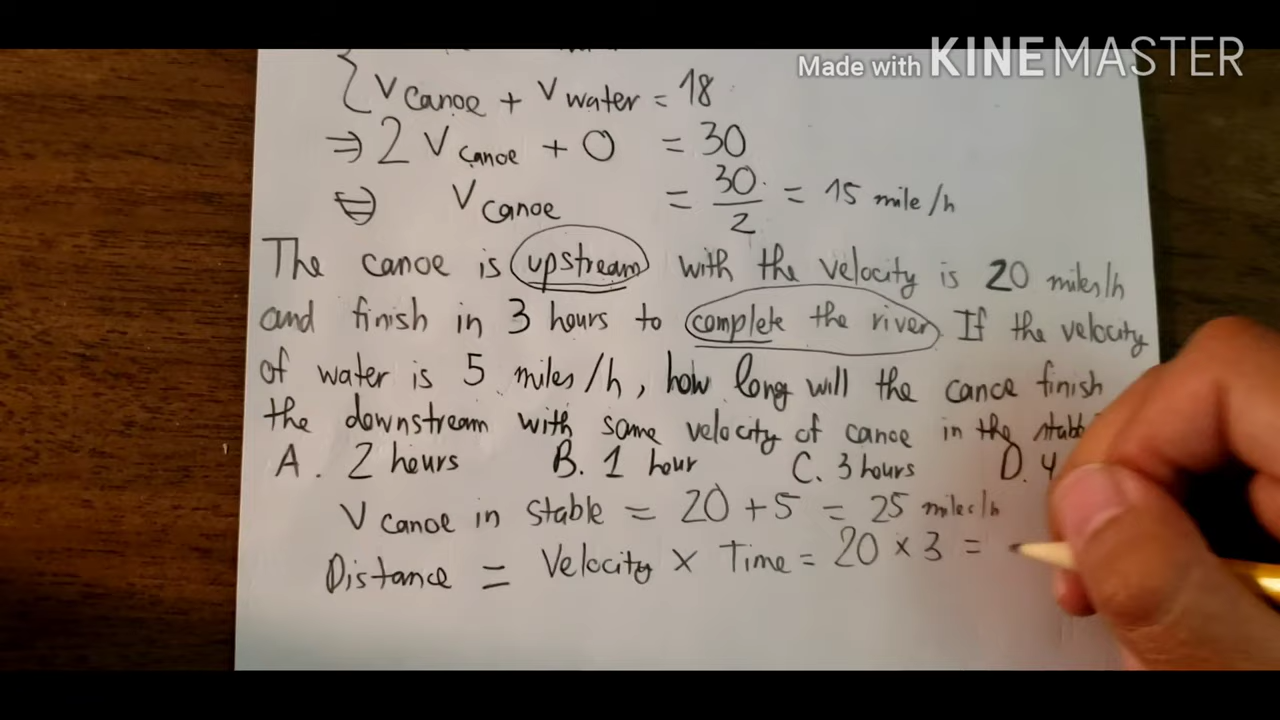 Made with KINEMASTER
V canoe + V water = 18
⇒ 2 V canoe + 0 = 30
⇔ V canoe = 30/2 = 15 mile/h
The canoe is upstream with the velocity is 20 miles/h
and finish in 3 hours to complete the river. If the velocity
of water is 5 miles/h, how long will the canoe finish
the downstream with same velocity of canoe in the
A. 2 hours B. 1 hour C. 3 hours D. 4
V canoe in stable = 20 + 5 = 25 miles/h
Distance = Velocity × Time = 20 × 3 =